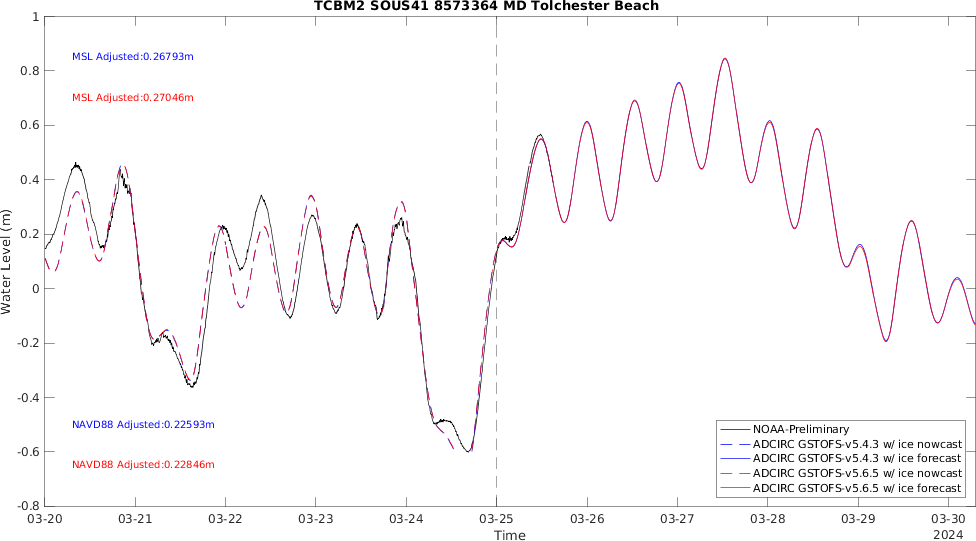 TCBM2 SOUS41 8573364 MD Tolchester Beach
1
0.8
0.6
0.4
0.2
0
-0.2
-0.4
-0.6
-0.8
Water Level (m)
MSL Adjusted:0.26793m
MSL Adjusted:0.27046m
NAVD88 Adjusted:0.22593m
NAVD88 Adjusted:0.22846m
NOAA-Preliminary
ADCIRC GSTOFS-v5.4.3 w/ ice nowcast
ADCIRC GSTOFS-v5.4.3 w/ ice forecast
ADCIRC GSTOFS-v5.6.5 w/ ice nowcast
ADCIRC GSTOFS-v5.6.5 w/ ice forecast
03-20 03-21 03-22 03-23 03-24 03-25 03-26 03-27 03-28 03-29 03-30
Time
2024